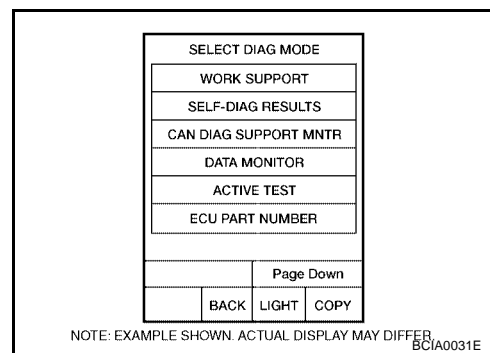 SELECT DIAG MODE
WORK SUPPORT
SELF-DIAG RESULTS
CAN DIAG SUPPORT MNTR
DATA MONITOR
ACTIVE TEST
ECU PART NUMBER
Page Down
BACK LIGHT COPY
NOTE: EXAMPLE SHOWN. ACTUAL DISPLAY MAY DIFFER.
BCIA0031E